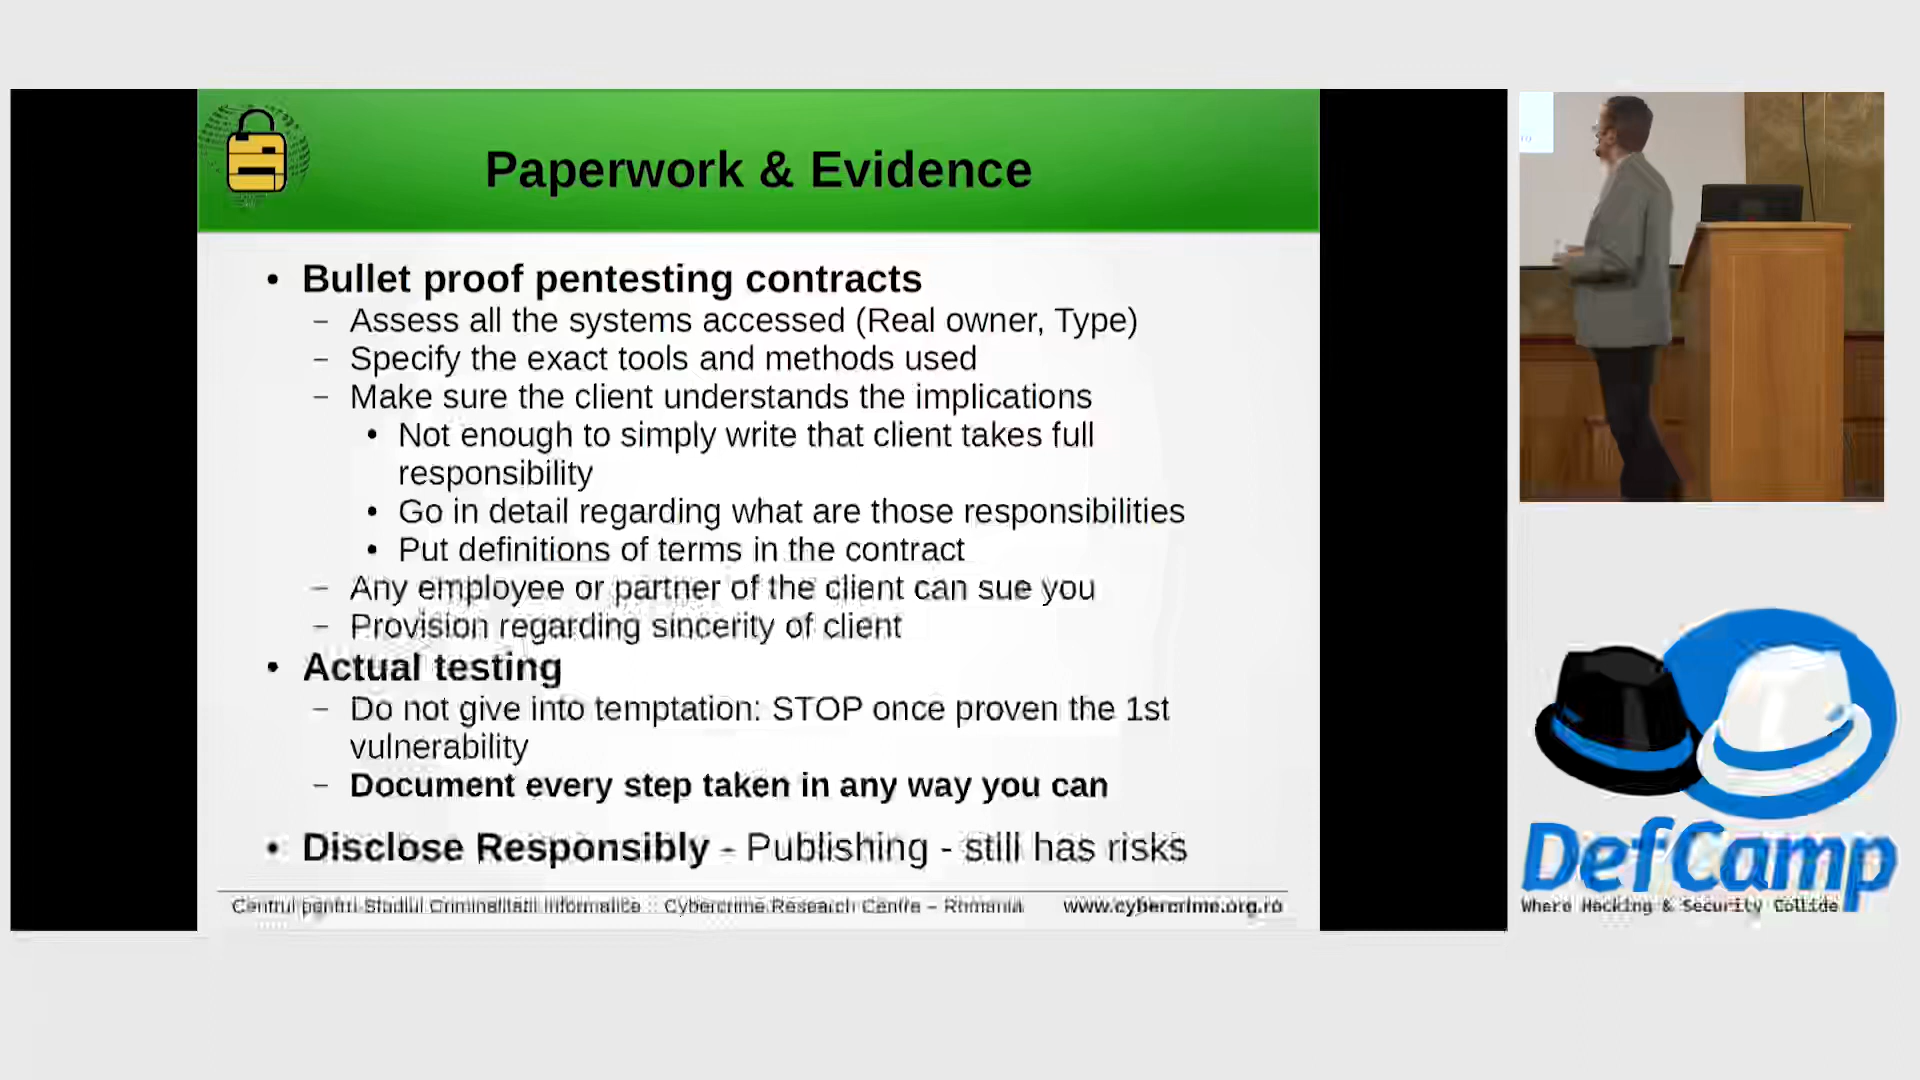 Paperwork & Evidence
• Bullet proof pentesting contracts
– Assess all the systems accessed (Real owner, Type)
– Specify the exact tools and methods used
– Make sure the client understands the implications
• Not enough to simply write that client takes full
responsibility
• Go in detail regarding what are those responsibilities
• Put definitions of terms in the contract
– Any employee or partner of the client can sue you
– Provision regarding sincerity of client
• Actual testing
– Do not give into temptation: STOP once proven the 1st
vulnerability
– Document every step taken in any way you can
• Disclose Responsibly - Publishing - still has risks
Centrul pentru Studiul Criminalitatii Informatice :: Cybercrime Research Centre – Romania www.cybercrime.org.ro
DefCamp
Where Hacking & Security Collide